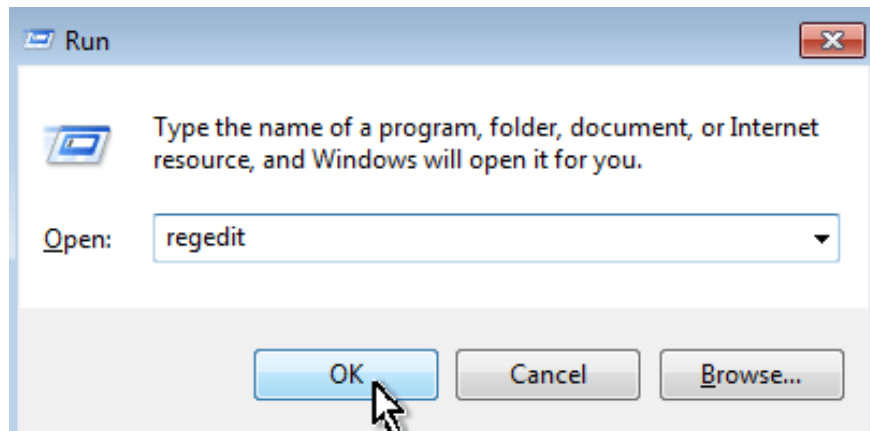 Run
Type the name of a program, folder, document, or Internet
resource, and Windows will open it for you.
Open: regedit
OK Cancel Browse...